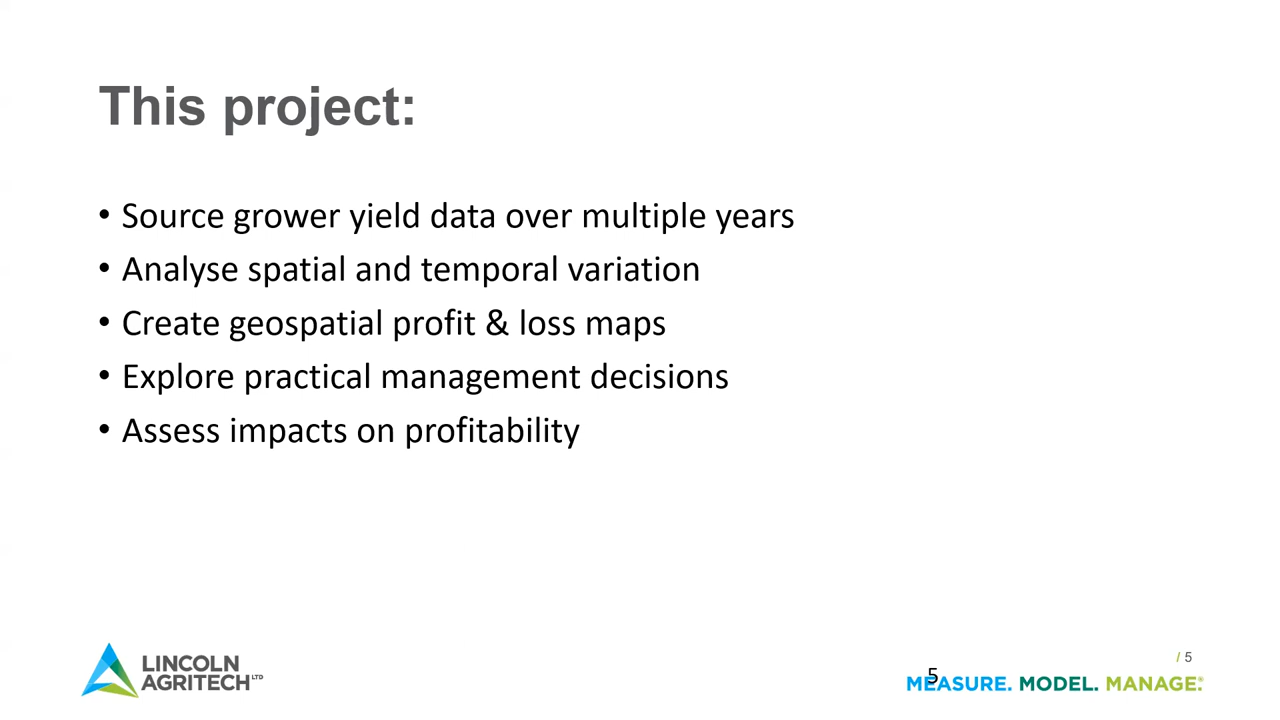 This project:
• Source grower yield data over multiple years
• Analyse spatial and temporal variation
• Create geospatial profit & loss maps
• Explore practical management decisions
• Assess impacts on profitability
LINCOLN
AGRITECH LTD
/ 5
5
MEASURE. MODEL. MANAGE.®